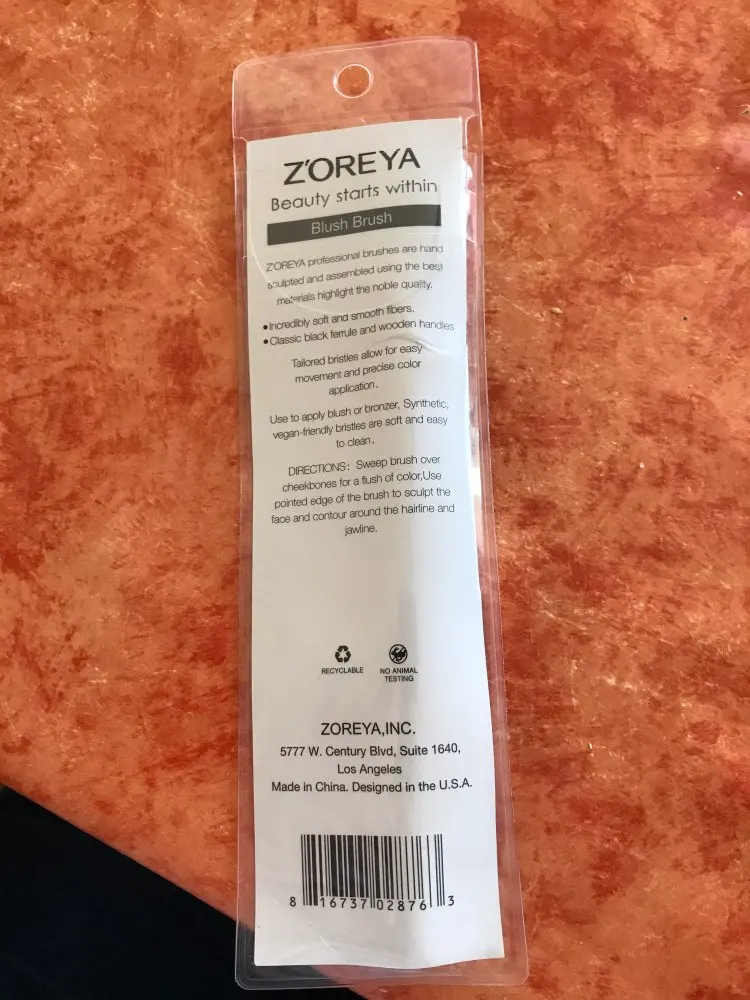 Z'OREYA
Beauty starts within
Blush Brush
Z'OREYA professional brushes are hand
sculpted and assembled using the best
materials highlight the noble quality.
•Incredibly soft and smooth fibers.
•Classic black ferrule and wooden handles
Tailored bristles allow for easy
movement and precise color
application.
Use to apply blush or bronzer, Synthetic,
vegan-friendly bristles are soft and easy
to clean.
DIRECTIONS: Sweep brush over
cheekbones for a flush of color,Use
pointed edge of the brush to sculpt the
face and contour around the hairline and
jawline.
RECYCLABLE
NO ANIMAL
TESTING
ZOREYA,INC.
5777 W. Century Blvd, Suite 1640,
Los Angeles
Made in China. Designed in the U.S.A.
8 16737 02876 3